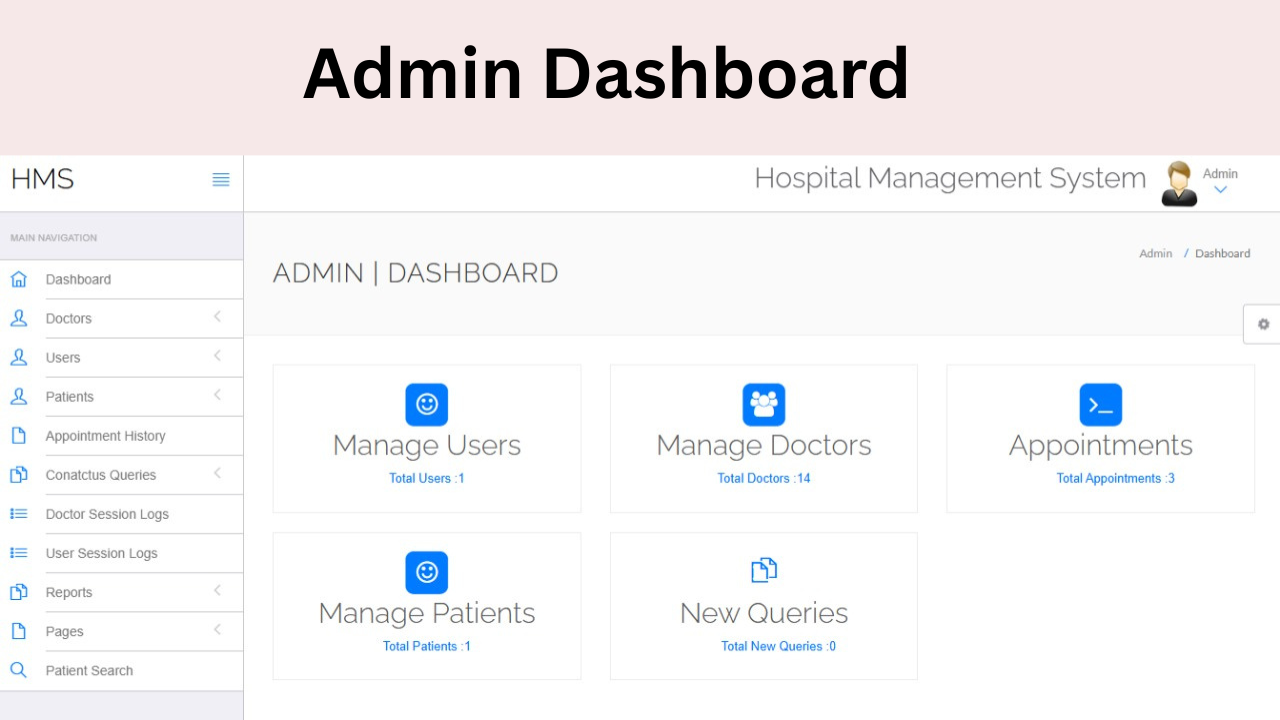 Admin Dashboard
HMS
Hospital Management System
Admin
MAIN NAVIGATION
Dashboard
Doctors
Users
Patients
Appointment History
Conatctus Queries
Doctor Session Logs
User Session Logs
Reports
Pages
Patient Search
ADMIN | DASHBOARD
Admin / Dashboard
Manage Users
Total Users :1
Manage Doctors
Total Doctors :14
Appointments
Total Appointments :3
Manage Patients
Total Patients :1
New Queries
Total New Queries :0